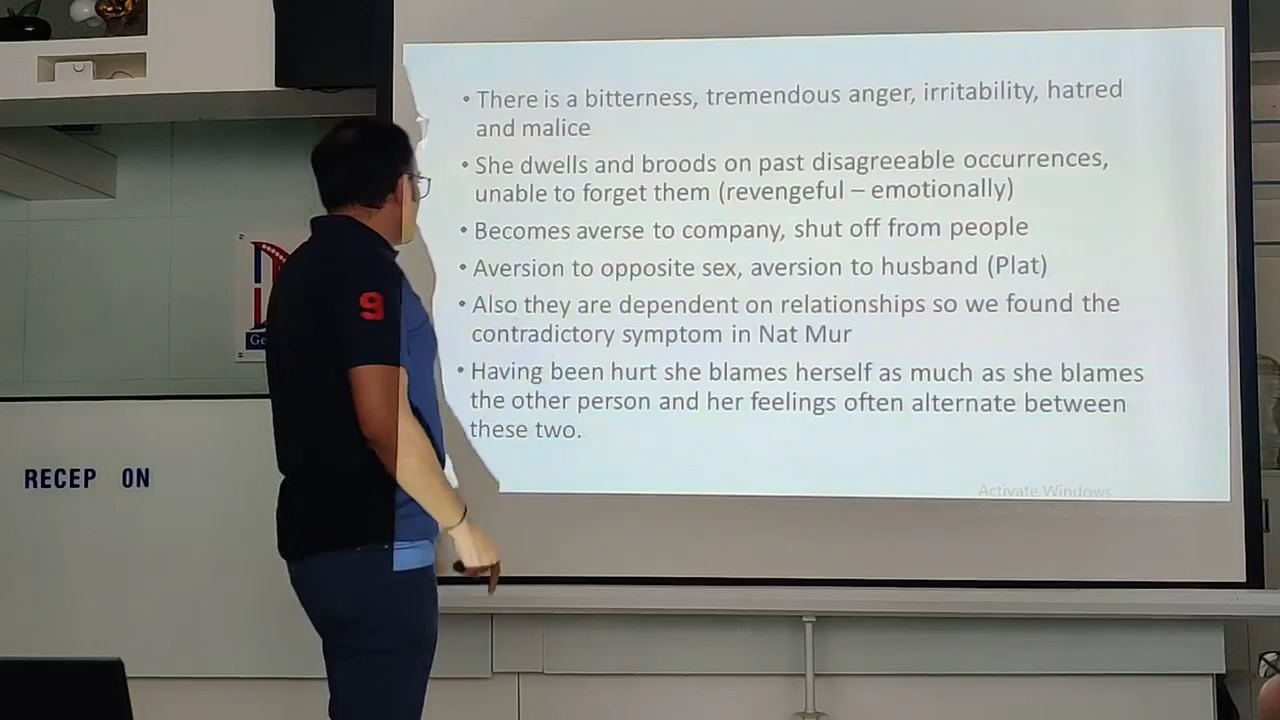 • There is a bitterness, tremendous anger, irritability, hatred
and malice
• She dwells and broods on past disagreeable occurrences,
unable to forget them (revengeful – emotionally)
• Becomes averse to company, shut off from people
• Aversion to opposite sex, aversion to husband (Plat)
• Also they are dependent on relationships so we found the
contradictory symptom in Nat Mur
• Having been hurt she blames herself as much as she blames
the other person and her feelings often alternate between
these two.
Activate Windows
9
RECEP ON